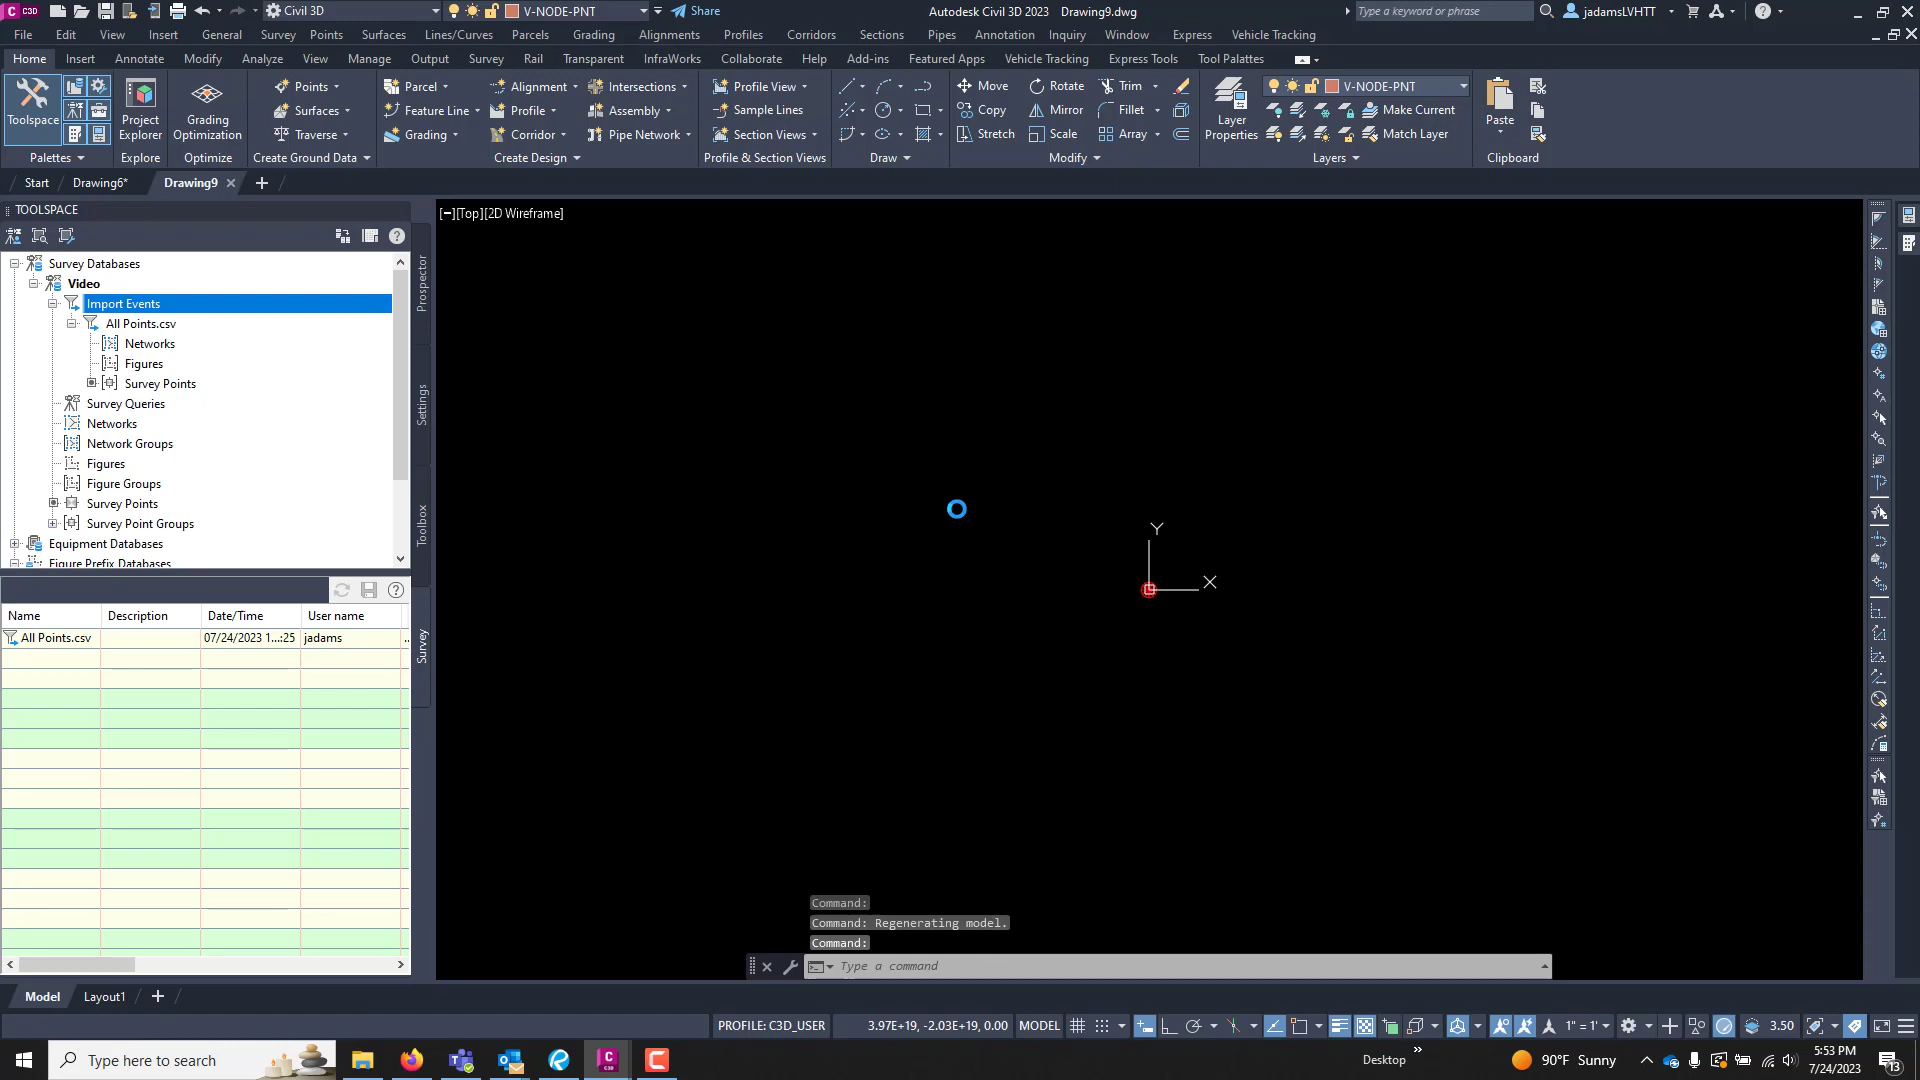 C3D Civil 3D V-NODE-PNT Share Autodesk Civil 3D 2023 Drawing9.dwg Type a keyword or phrase jadamsLVHTT
File Edit View Insert General Survey Points Surfaces Lines/Curves Parcels Grading Alignments Profiles Corridors Sections Pipes Annotation Inquiry Window Express Vehicle Tracking
Home Insert Annotate Modify Analyze View Manage Output Survey Rail Transparent InfraWorks Collaborate Help Add-ins Featured Apps Vehicle Tracking Express Tools Tool Palettes
Points Parcel Alignment Intersections Profile View Move Rotate Trim V-NODE-PNT
Toolspace Project Explorer Grading Optimization Surfaces Feature Line Profile Assembly Sample Lines Copy Mirror Fillet Layer Properties Make Current Paste
Traverse Grading Corridor Pipe Network Section Views Stretch Scale Array Match Layer
Palettes Explore Optimize Create Ground Data Create Design Profile & Section Views Draw Modify Layers Clipboard
Start Drawing6* Drawing9
TOOLSPACE
[−][Top][2D Wireframe]
Survey Databases
Video
Import Events
All Points.csv
Networks
Figures
Survey Points
Survey Queries
Networks
Network Groups
Figures
Figure Groups
Survey Points
Survey Point Groups
Equipment Databases
Figure Prefix Databases
Prospector
Settings
Toolbox
Survey
Y
X
Name Description Date/Time User name
All Points.csv 07/24/2023 1...:25 jadams ..
Command:
Command: Regenerating model.
Command:
Type a command
Model Layout1
PROFILE: C3D_USER 3.97E+19, -2.03E+19, 0.00 MODEL 1" = 1' 3.50
Type here to search Desktop 90°F Sunny 5:53 PM
7/24/2023 13